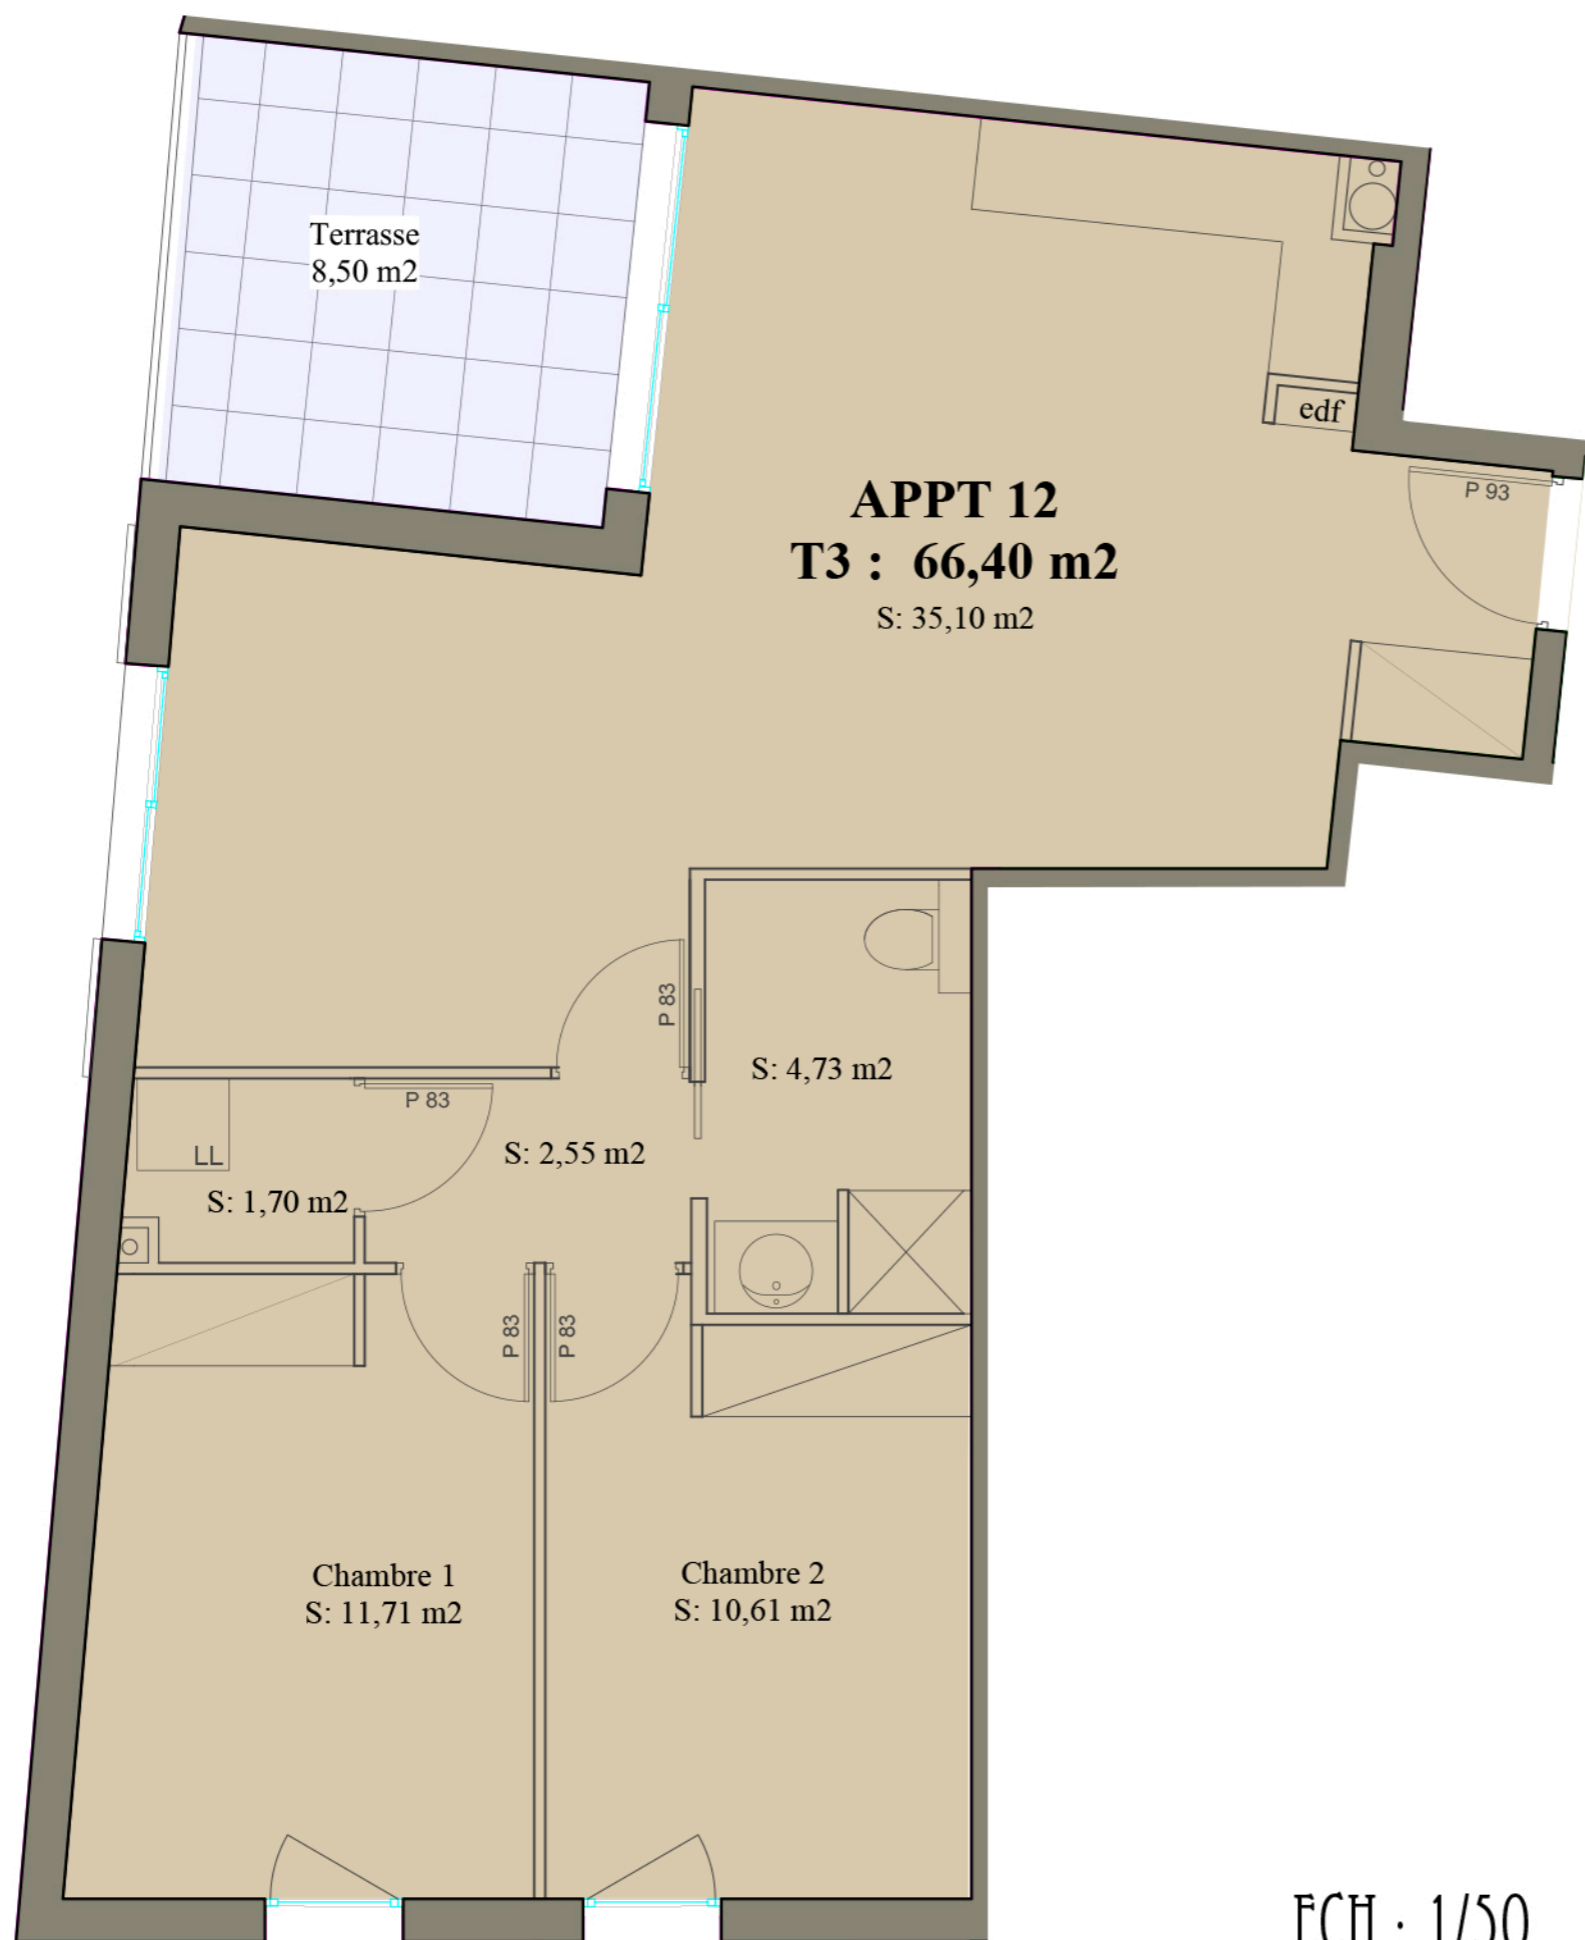 Terrasse
8,50 m2
edf
P 93
APPT 12
T3 : 66,40 m2
S: 35,10 m2
P 83
S: 4,73 m2
P 83
S: 2,55 m2
LL
S: 1,70 m2
P 83
P 83
Chambre 1
S: 11,71 m2
Chambre 2
S: 10,61 m2
ECH : 1/50